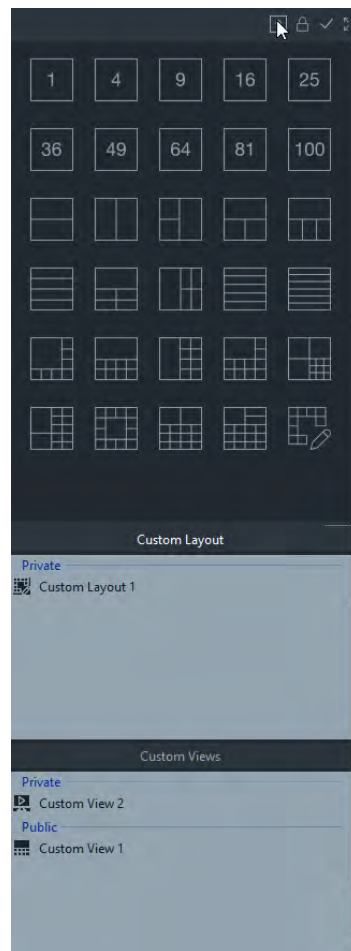 1 4 9 16 25
36 49 64 81 100
Custom Layout
Private
Custom Layout 1
Custom Views
Private
Custom View 2
Public
Custom View 1